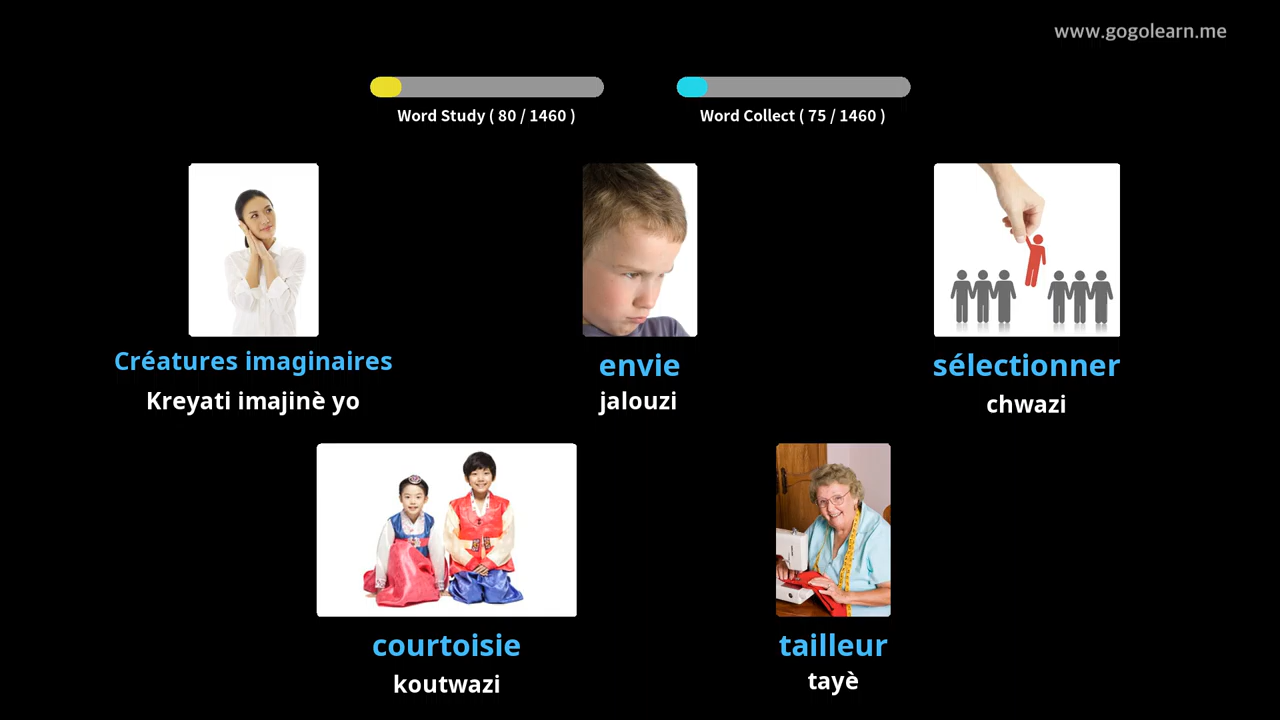 www.gogolearn.me
Word Study ( 80 / 1460 )
Word Collect ( 75 / 1460 )
Créatures imaginaires
Kreyati imajinè yo
envie
jalouzi
sélectionner
chwazi
courtoisie
koutwazi
tailleur
tayè